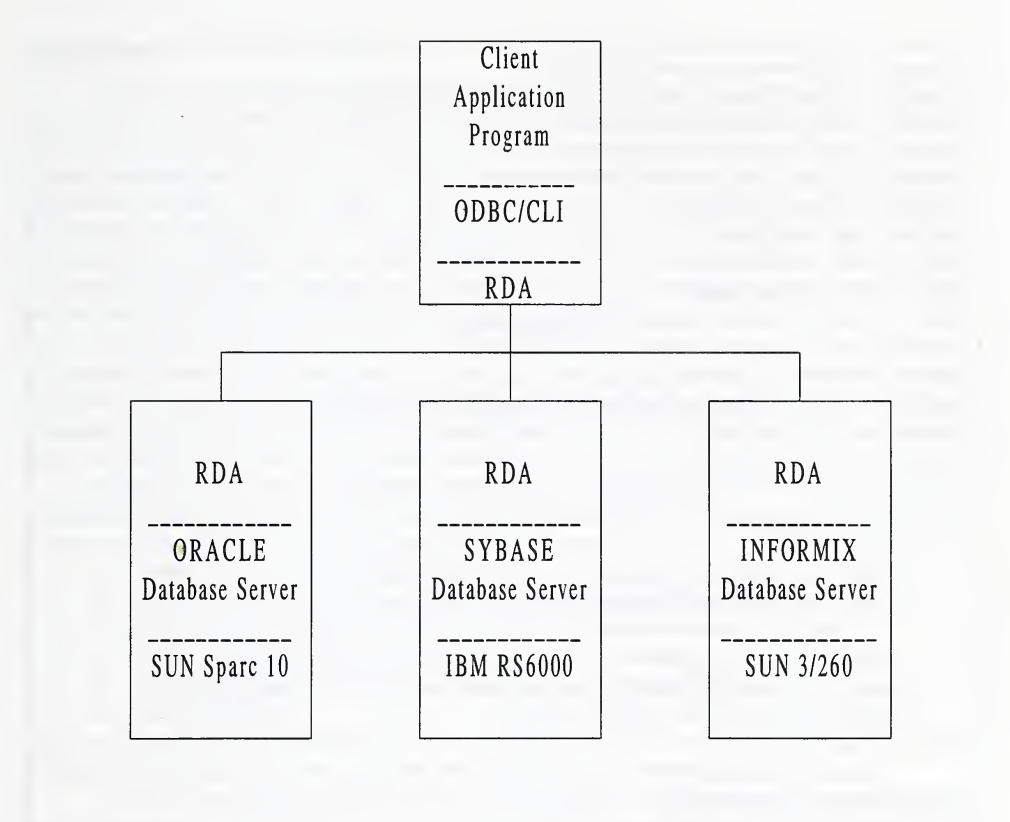 Client
Application
Program
ODBC/CLI
RDA
RDA
ORACLE
Database Server
SUN Sparc 10
RDA
SYBASE
Database Server
IBM RS6000
RDA
INFORMIX
Database Server
SUN 3/260